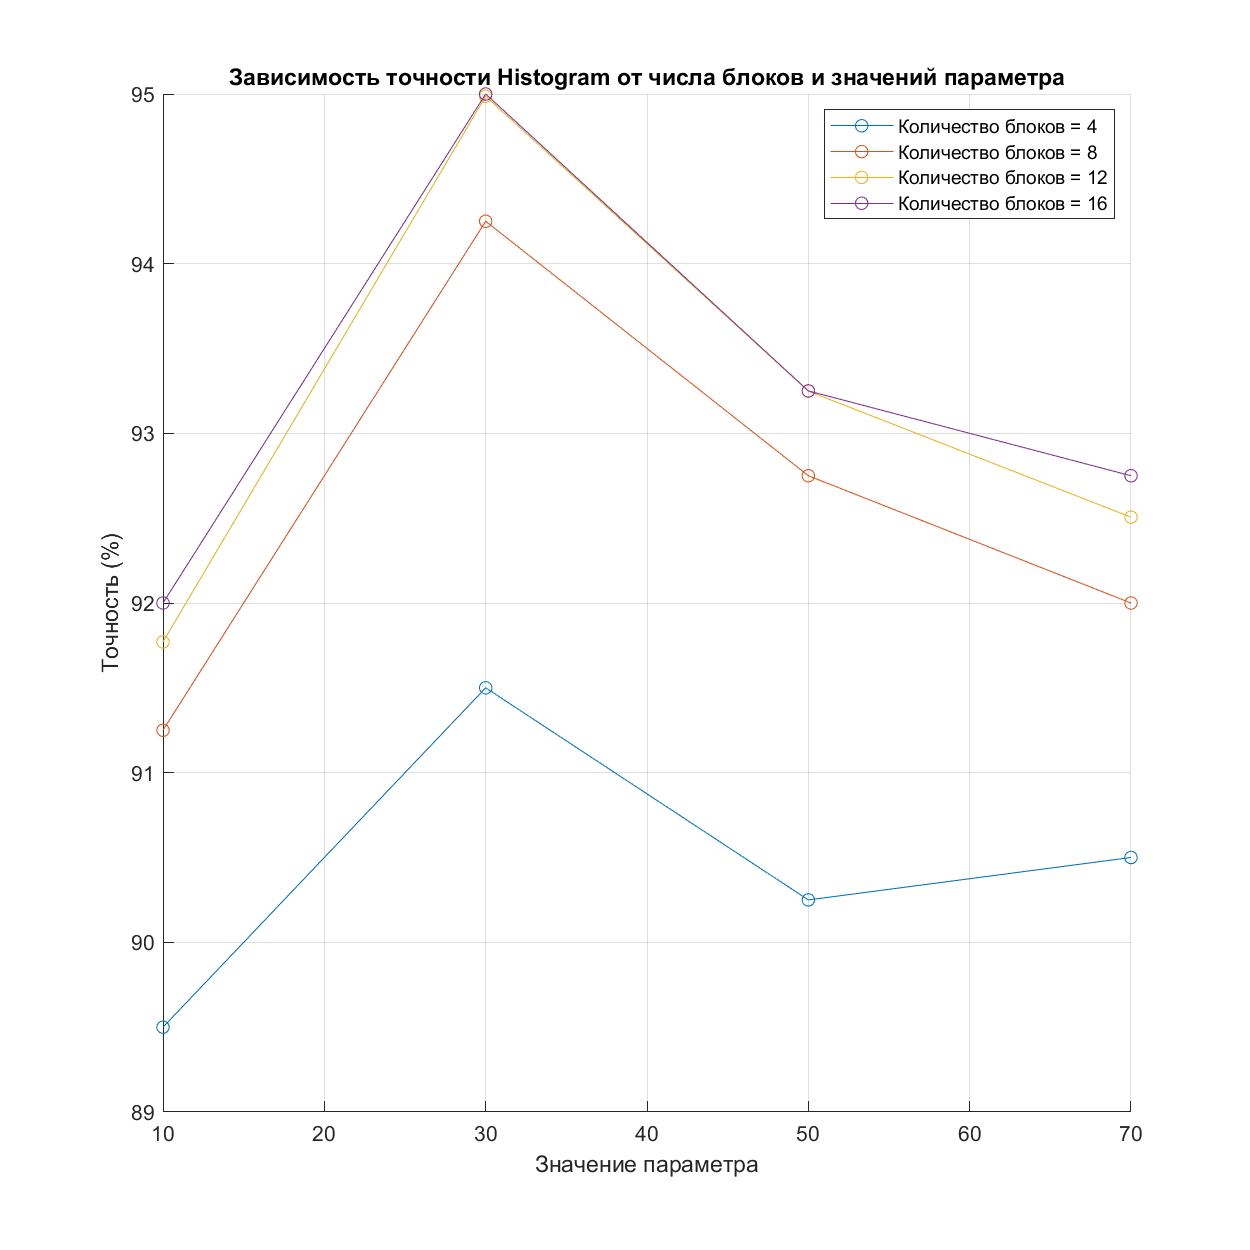 Зависимость точности Histogram от числа блоков и значений параметра
Количество блоков = 4
Количество блоков = 8
Количество блоков = 12
Количество блоков = 16
95
94
93
92
91
90
89
Точность (%)
10 20 30 40 50 60 70
Значение параметра